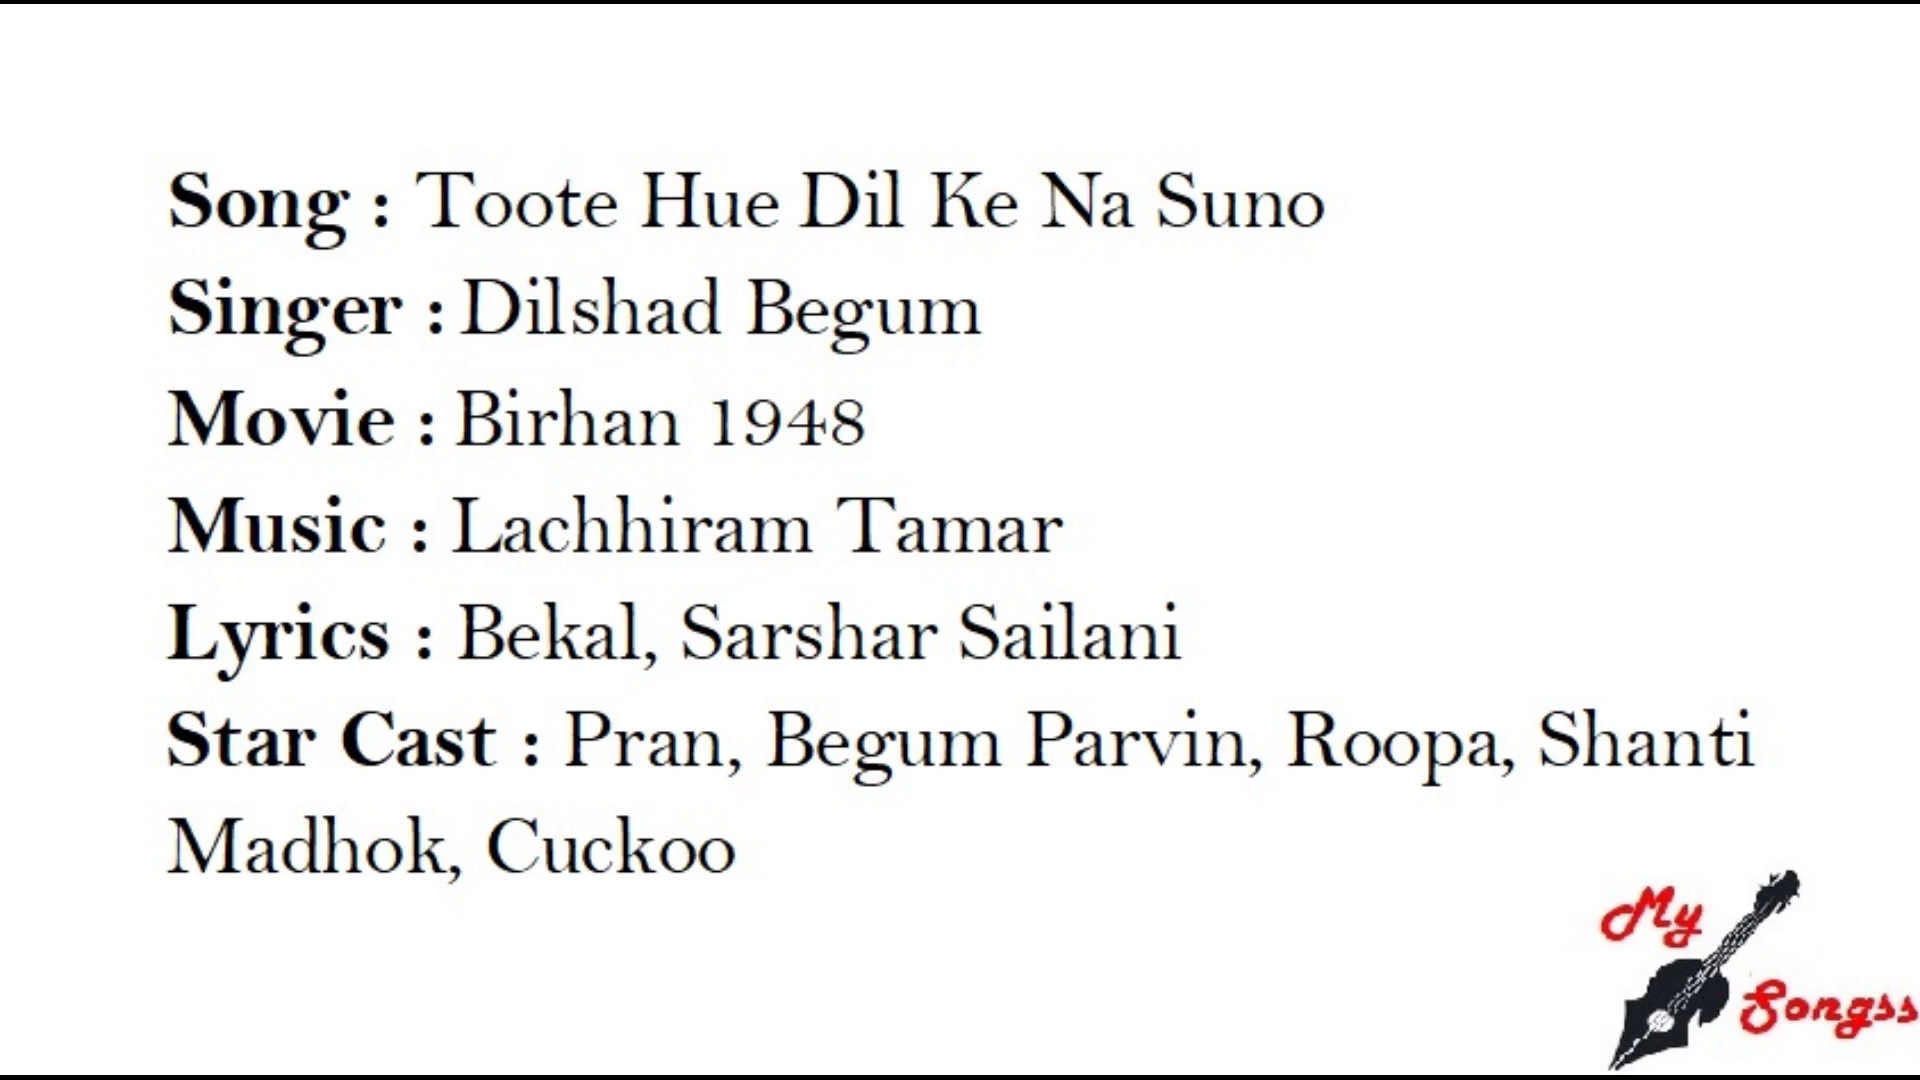 Song : Toote Hue Dil Ke Na Suno
Singer : Dilshad Begum
Movie : Birhan 1948
Music : Lachhiram Tamar
Lyrics : Bekal, Sarshar Sailani
Star Cast : Pran, Begum Parvin, Roopa, Shanti
Madhok, Cuckoo
My
Songss